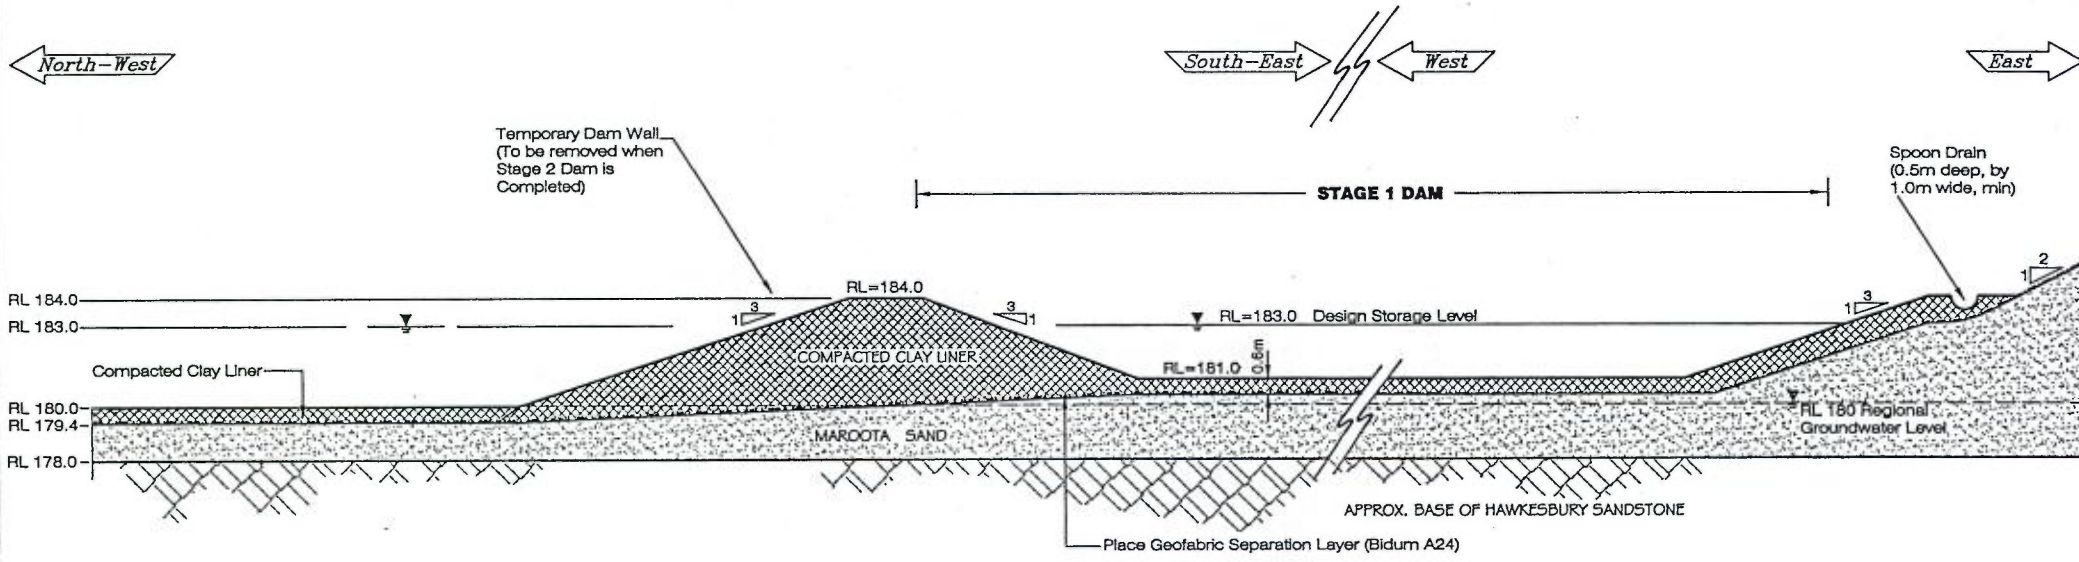 North-West
South-East
West
East
Temporary Dam Wall
(To be removed when
Stage 2 Dam is
Completed)
STAGE 1 DAM
Spoon Drain
(0.5m deep, by
1.0m wide, min)
2
1
RL 184.0
RL=184.0
3
1
3
1
3
1
RL 183.0
RL=183.0 Design Storage Level
COMPACTED CLAY LINER
RL=181.0
0.6m
Compacted Clay Liner
RL 180.0
RL 179.4
RL 180 Regional
Groundwater Level
MAROOTA SAND
RL 178.0
APPROX. BASE OF HAWKESBURY SANDSTONE
Place Geofabric Separation Layer (Bidum A24)